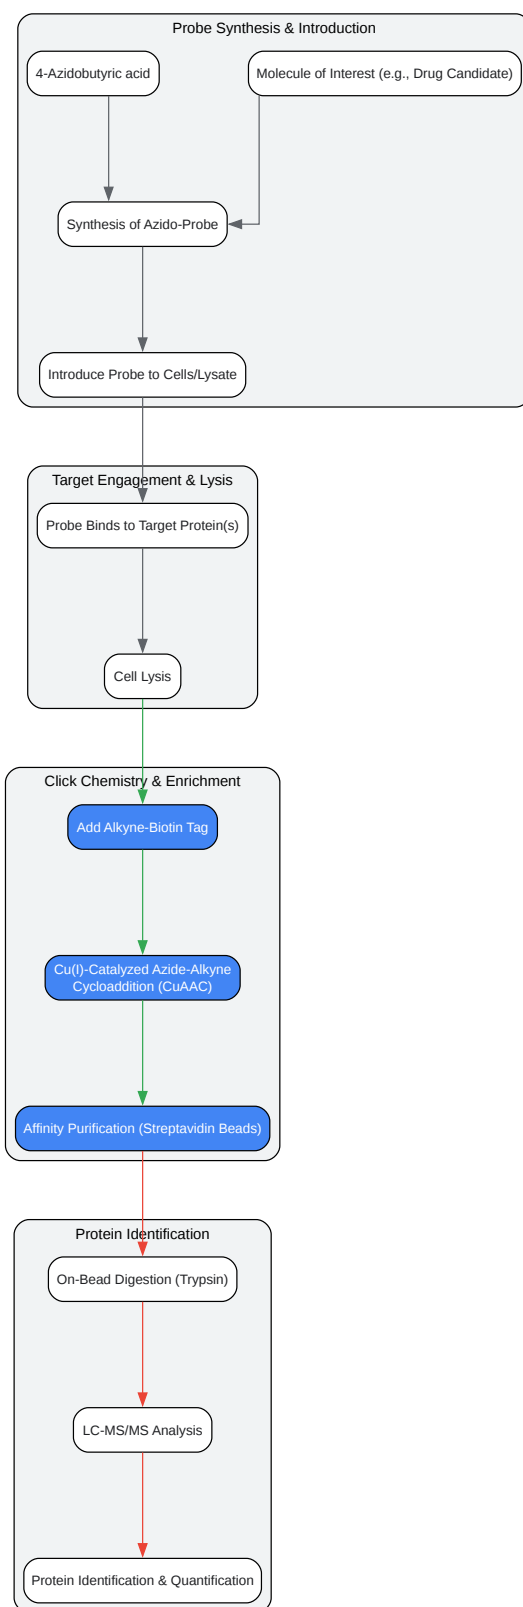 Probe Synthesis & Introduction
4-Azidobutyric acid
Molecule of Interest (e.g., Drug Candidate)
Synthesis of Azido-Probe
Introduce Probe to Cells/Lysate
Target Engagement & Lysis
Probe Binds to Target Protein(s)
Cell Lysis
Click Chemistry & Enrichment
Add Alkyne-Biotin Tag
Cu(I)-Catalyzed Azide-Alkyne
Cycloaddition (CuAAC)
Affinity Purification (Streptavidin Beads)
Protein Identification
On-Bead Digestion (Trypsin)
LC-MS/MS Analysis
Protein Identification & Quantification